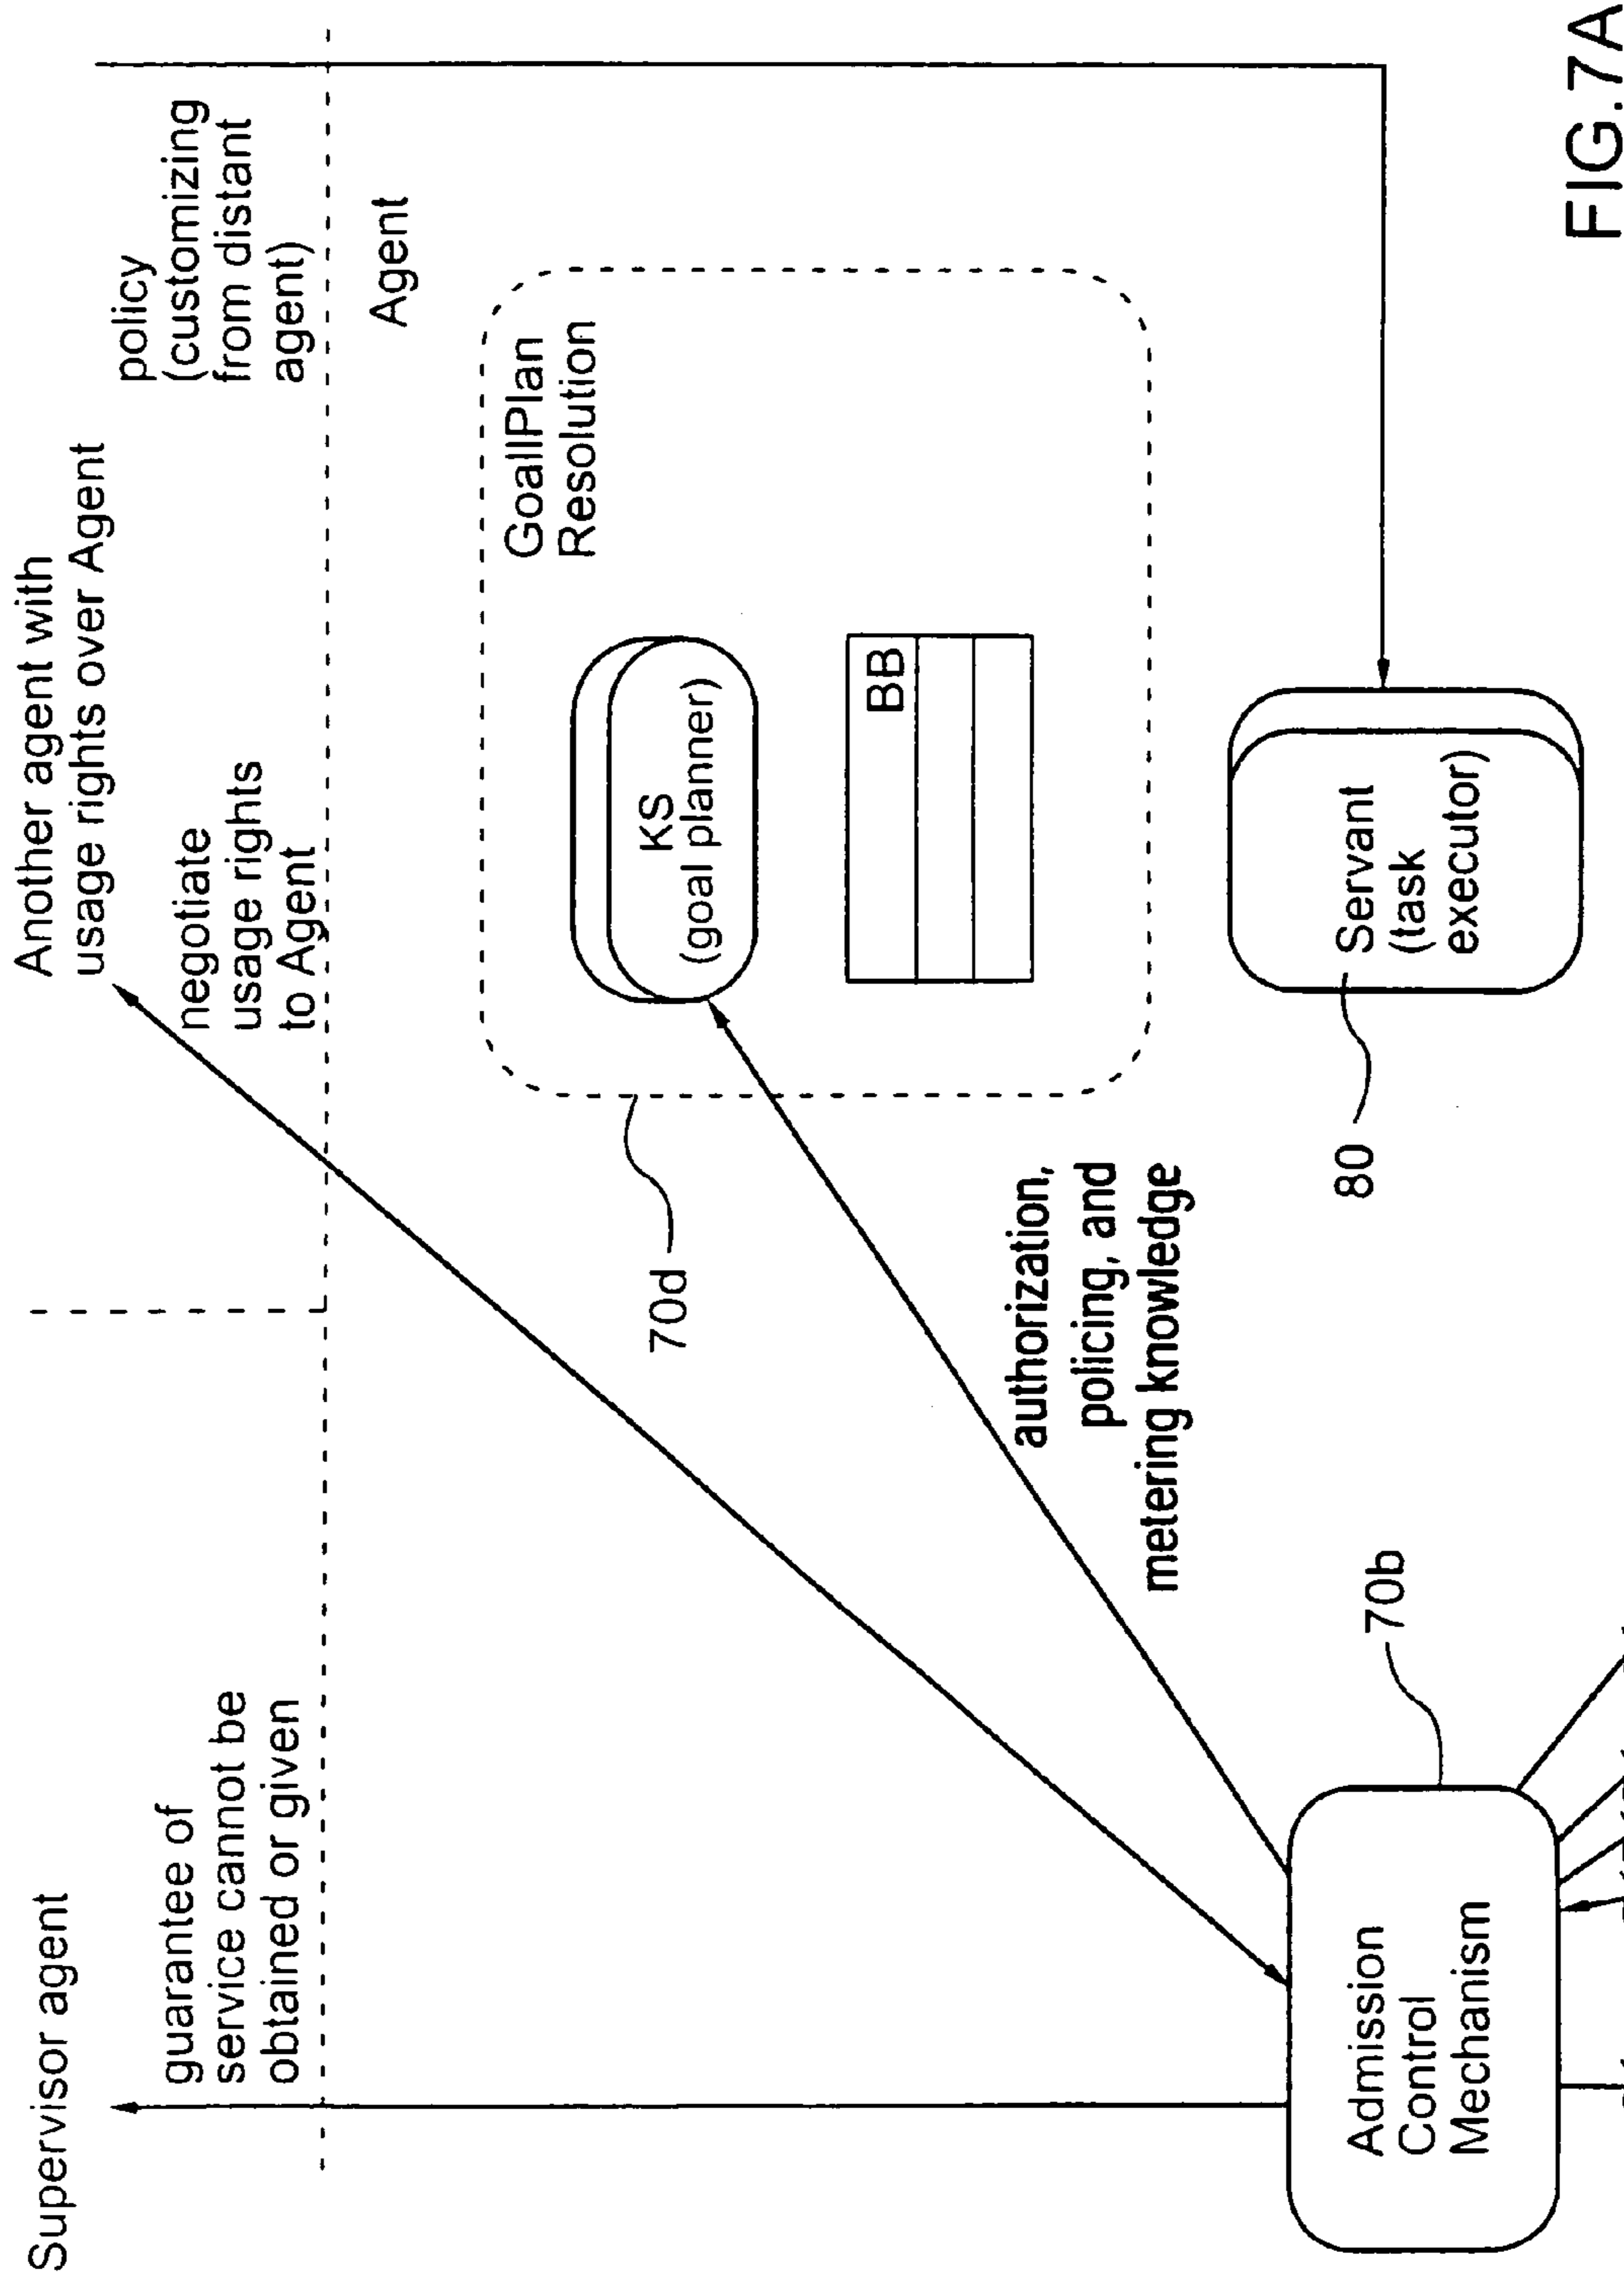 Supervisor agent
guarantee of
service cannot be
obtained or given
Another agent with
usage rights over Agent
negotiate
usage rights
to Agent
policy
(customizing
from distant
agent)
Agent
GoallPlan
Resolution
KS
(goal planner)
BB
70d
authorization,
policing, and
metering knowledge
Servant
(task
executor)
80
Admission
Control
Mechanism
70b
FIG.7A